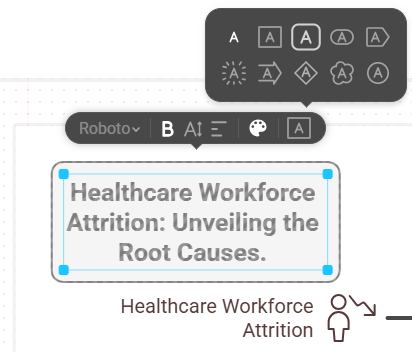 A A A A A
A A A A A
Roboto B A A
Healthcare Workforce
Attrition: Unveiling the
Root Causes.
Healthcare Workforce
Attrition